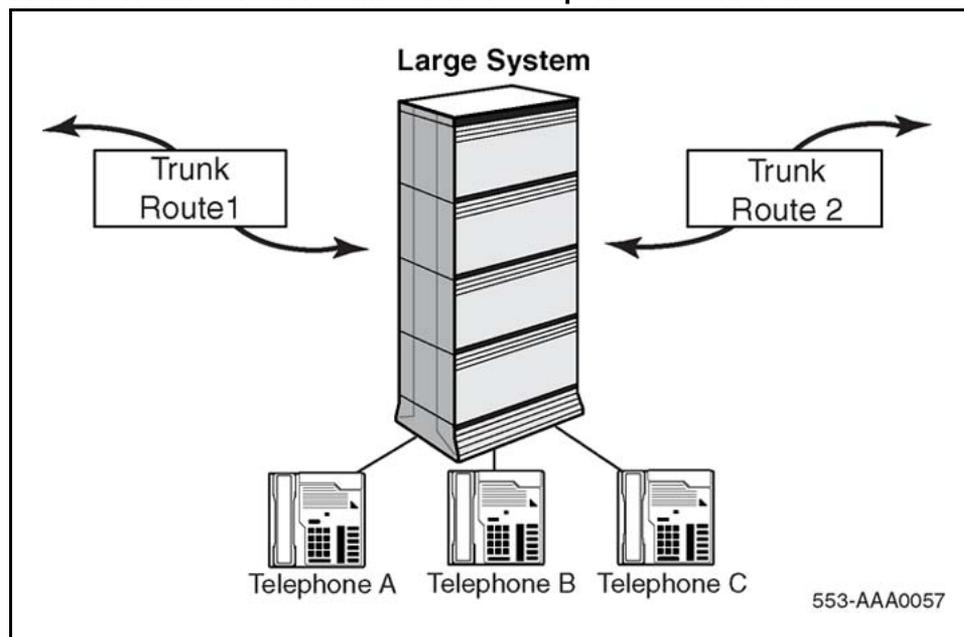 Large System
Trunk
Route1
Trunk
Route 2
Telephone A
Telephone B
Telephone C
553-AAA0057